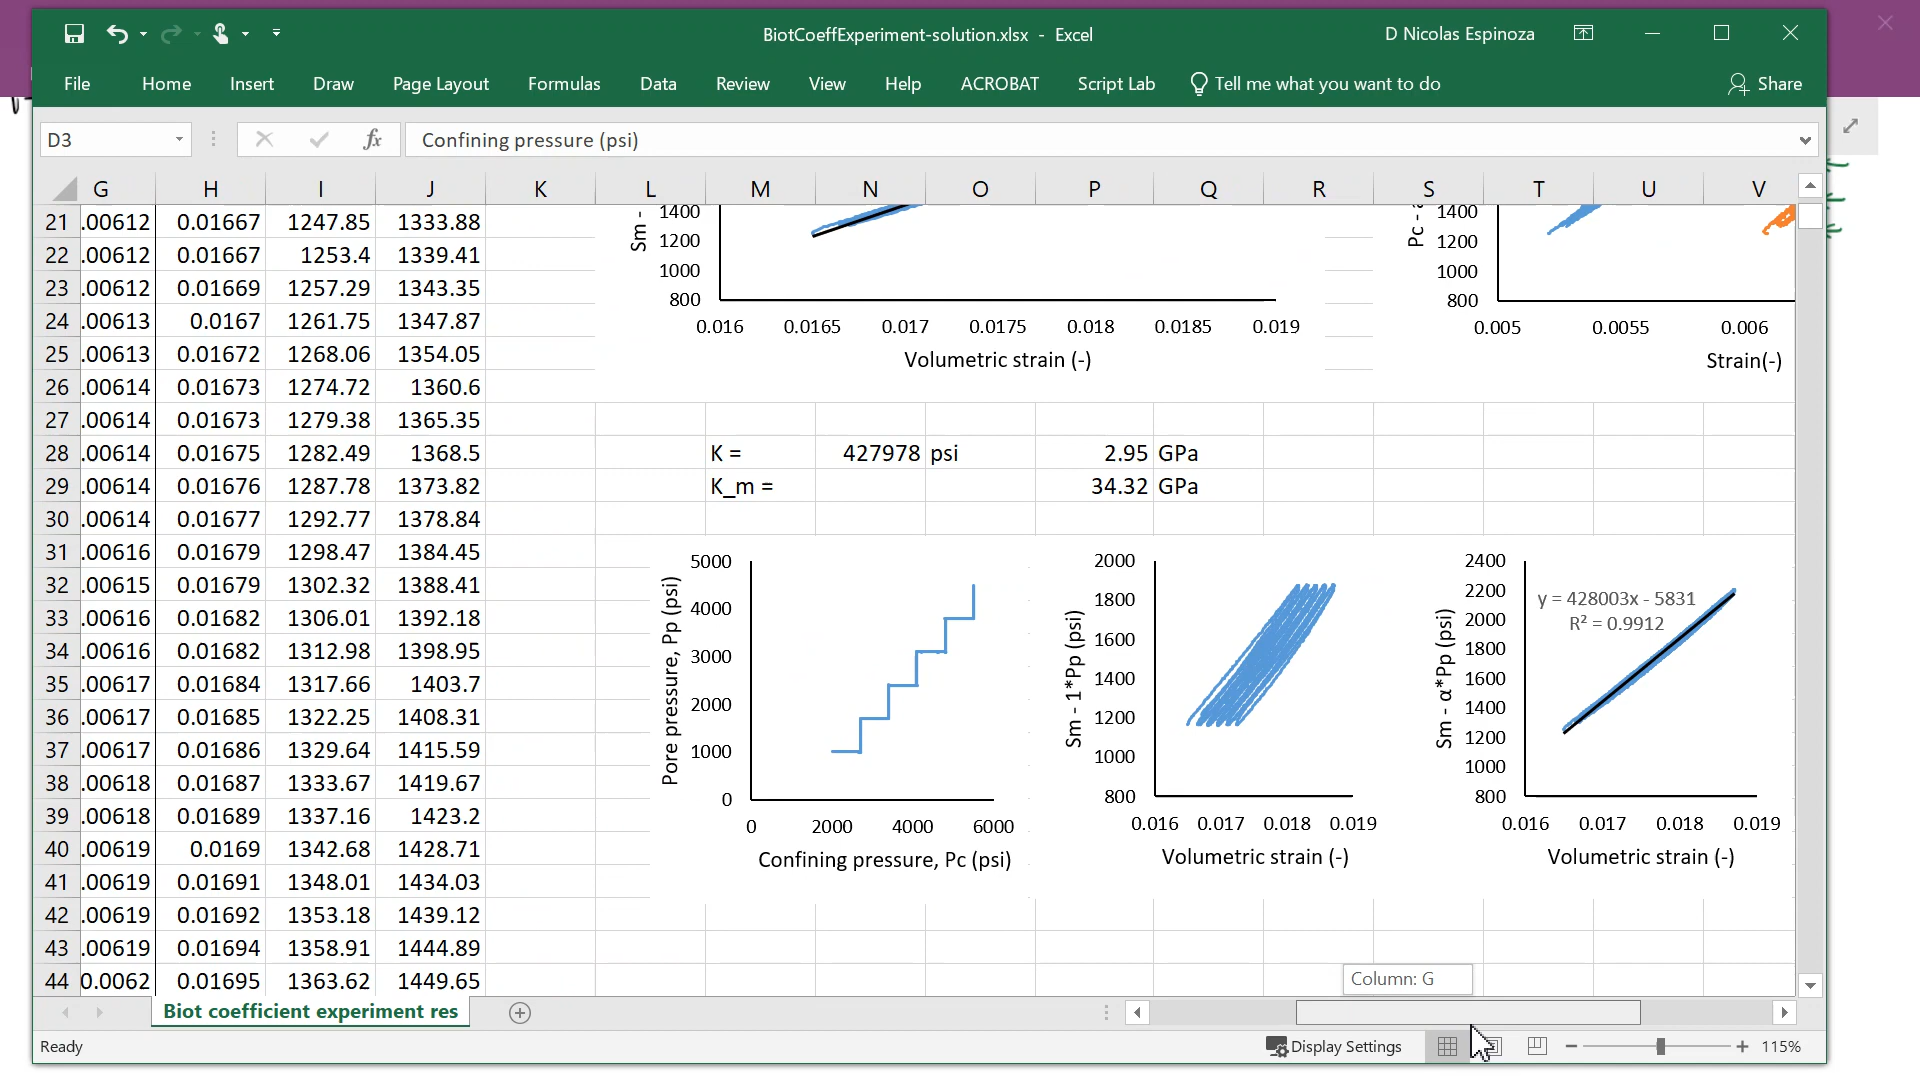 BiotCoeffExperiment-solution.xlsx - Excel
D Nicolas Espinoza
File Home Insert Draw Page Layout Formulas Data Review View Help ACROBAT Script Lab Tell me what you want to do Share
D3 fx Confining pressure (psi)
G H I J K L M N O P Q R S T U V
21 .00612 0.01667 1247.85 1333.88
22 .00612 0.01667 1253.4 1339.41
23 .00612 0.01669 1257.29 1343.35
24 .00613 0.0167 1261.75 1347.87
25 .00613 0.01672 1268.06 1354.05
26 .00614 0.01673 1274.72 1360.6
27 .00614 0.01673 1279.38 1365.35
28 .00614 0.01675 1282.49 1368.5
29 .00614 0.01676 1287.78 1373.82
30 .00614 0.01677 1292.77 1378.84
31 .00616 0.01679 1298.47 1384.45
32 .00615 0.01679 1302.32 1388.41
33 .00616 0.01682 1306.01 1392.18
34 .00616 0.01682 1312.98 1398.95
35 .00617 0.01684 1317.66 1403.7
36 .00617 0.01685 1322.25 1408.31
37 .00617 0.01686 1329.64 1415.59
38 .00618 0.01687 1333.67 1419.67
39 .00618 0.01689 1337.16 1423.2
40 .00619 0.0169 1342.68 1428.71
41 .00619 0.01691 1348.01 1434.03
42 .00619 0.01692 1353.18 1439.12
43 .00619 0.01694 1358.91 1444.89
44 0.0062 0.01695 1363.62 1449.65
Sm -
1400
1200
1000
800
0.016 0.0165 0.017 0.0175 0.018 0.0185 0.019
Volumetric strain (-)
Pc -
1400
1200
1000
800
0.005 0.0055 0.006
Strain(-)
K = 427978 psi 2.95 GPa
K_m = 34.32 GPa
Pore pressure, Pp (psi)
5000
4000
3000
2000
1000
0
0 2000 4000 6000
Confining pressure, Pc (psi)
Sm - 1*Pp (psi)
2000
1800
1600
1400
1200
1000
800
0.016 0.017 0.018 0.019
Volumetric strain (-)
Sm - α*Pp (psi)
2400
2200
2000
1800
1600
1400
1200
1000
800
y = 428003x - 5831
R² = 0.9912
0.016 0.017 0.018 0.019
Volumetric strain (-)
Column: G
Biot coefficient experiment res
Ready
Display Settings
115%